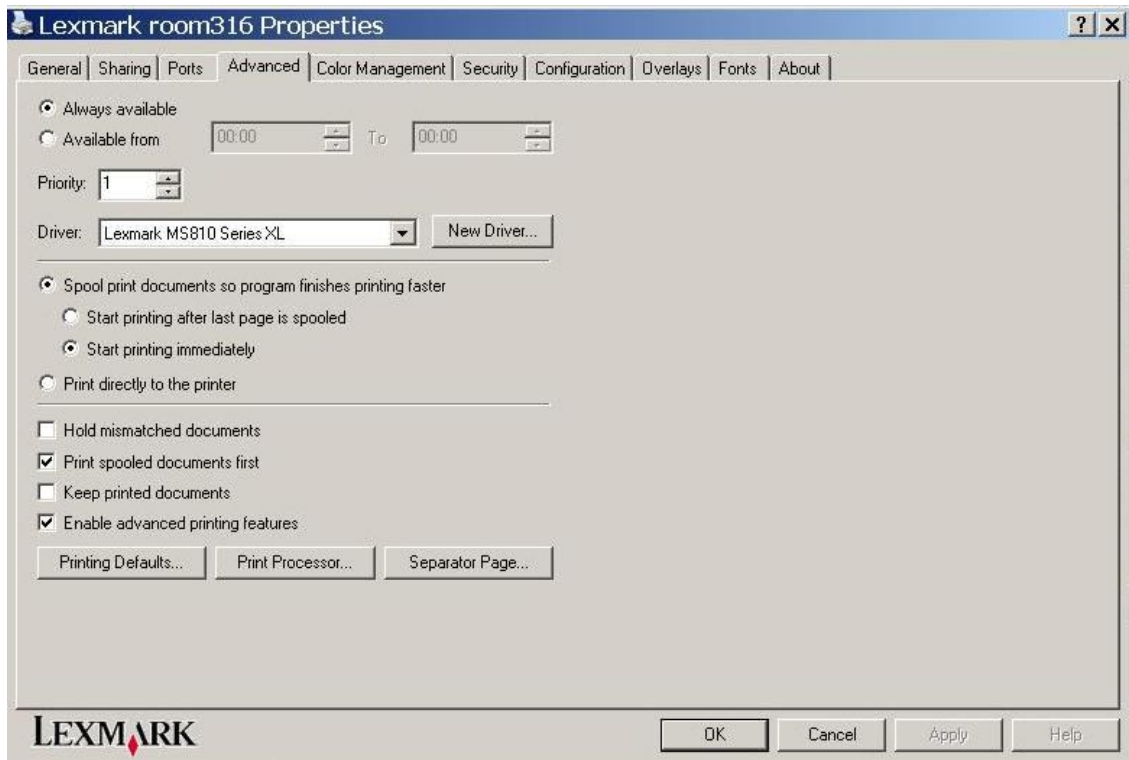 Lexmark room316 Properties ? ×
General Sharing Ports Advanced Color Management Security Configuration Overlays Fonts About
Always available
Available from 00:00 To 00:00
Priority: 1
Driver: Lexmark MS810 Series XL New Driver...
Spool print documents so program finishes printing faster
Start printing after last page is spooled
Start printing immediately
Print directly to the printer
Hold mismatched documents
Print spooled documents first
Keep printed documents
Enable advanced printing features
Printing Defaults... Print Processor... Separator Page...
LEXMARK OK Cancel Apply Help